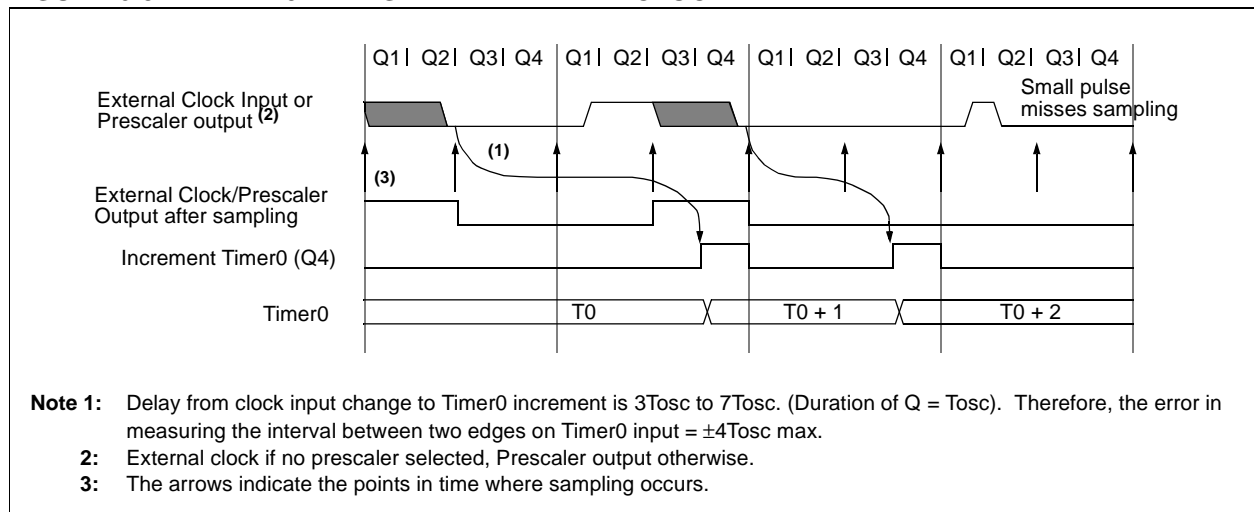 Q1 | Q2 | Q3 | Q4 Q1 | Q2 | Q3 | Q4 Q1 | Q2 | Q3 | Q4 Q1 | Q2 | Q3 | Q4
External Clock Input or
Prescaler output (2)
Small pulse
misses sampling
(1)
(3)
External Clock/Prescaler
Output after sampling
Increment Timer0 (Q4)
Timer0 T0 T0 + 1 T0 + 2
Note 1: Delay from clock input change to Timer0 increment is 3Tosc to 7Tosc. (Duration of Q = Tosc). Therefore, the error in
measuring the interval between two edges on Timer0 input = ±4Tosc max.
2: External clock if no prescaler selected, Prescaler output otherwise.
3: The arrows indicate the points in time where sampling occurs.